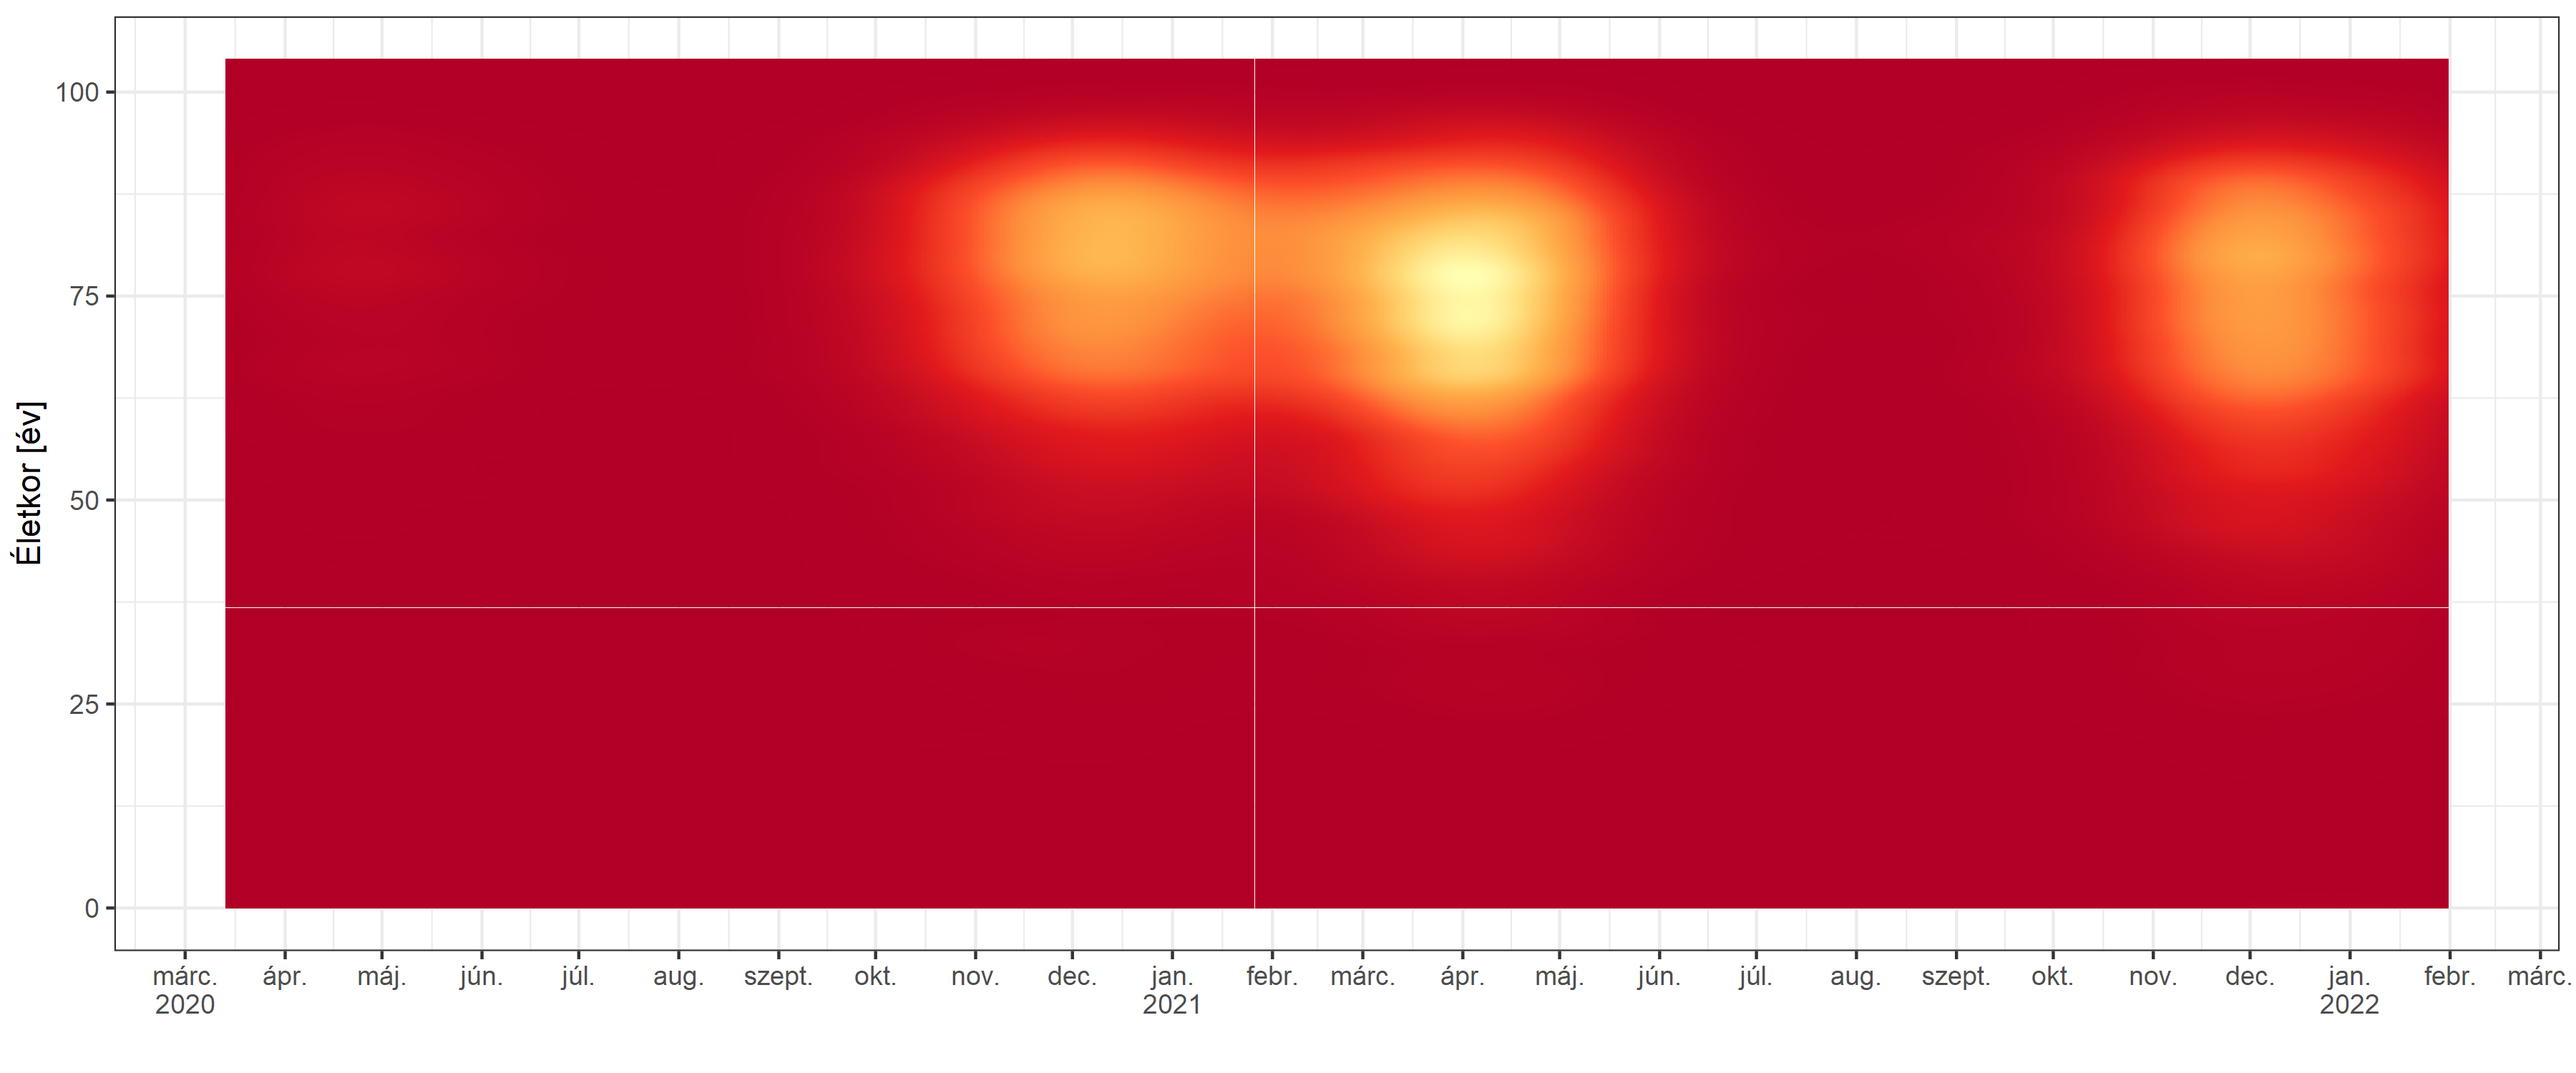 Életkor [év]
100
75
50
25
0
márc. ápr. máj. jún. júl. aug. szept. okt. nov. dec. jan. febr. márc. ápr. máj. jún. júl. aug. szept. okt. nov. dec. jan. febr. márc.
2020 2021 2022